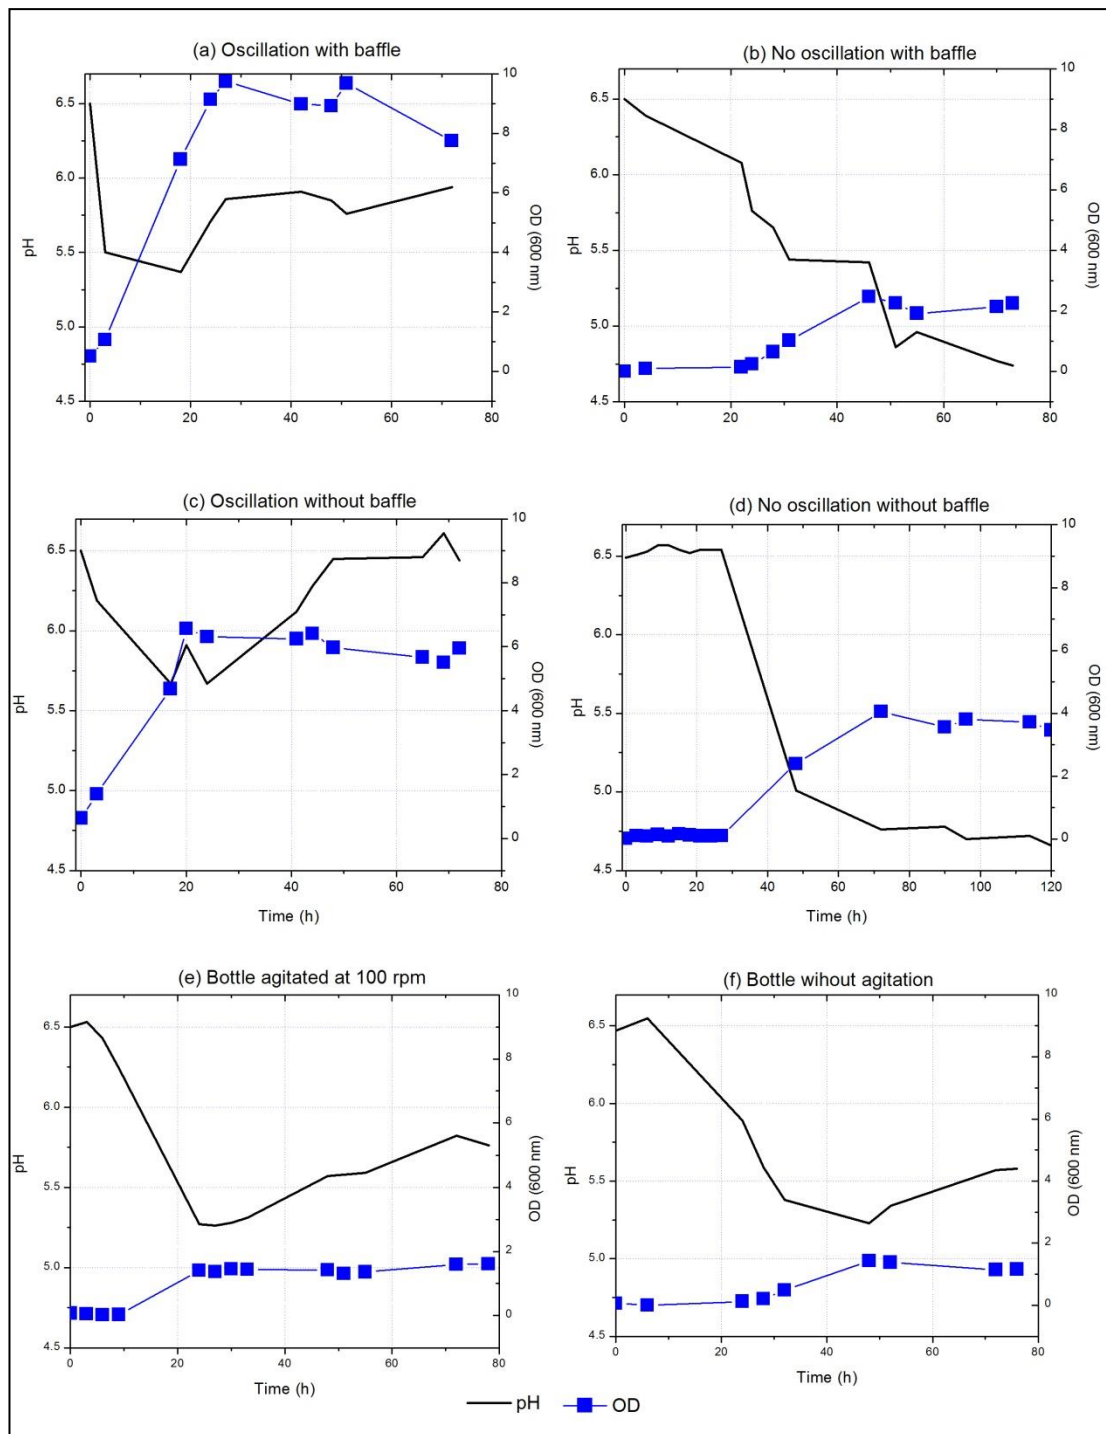 (a) Oscillation with baffle
pH
6.5
6.0
5.5
5.0
4.5
10
8
6
4
2
0
OD (600 nm)
0 20 40 60 80
(b) No oscillation with baffle
pH
6.5
6.0
5.5
5.0
4.5
10
8
6
4
2
0
OD (600 nm)
0 20 40 60 80
(c) Oscillation without baffle
pH
6.5
6.0
5.5
5.0
4.5
10
8
6
4
2
0
OD (600 nm)
0 20 40 60 80
Time (h)
(d) No oscillation without baffle
pH
6.5
6.0
5.5
5.0
4.5
10
8
6
4
2
0
OD (600 nm)
0 20 40 60 80 100 120
Time (h)
(e) Bottle agitated at 100 rpm
pH
6.5
6.0
5.5
5.0
4.5
10
8
6
4
2
0
OD (600 nm)
0 20 40 60 80
Time (h)
(f) Bottle wihout agitation
pH
6.5
6.0
5.5
5.0
4.5
10
8
6
4
2
0
OD (600 nm)
0 20 40 60 80
Time (h)
pH OD